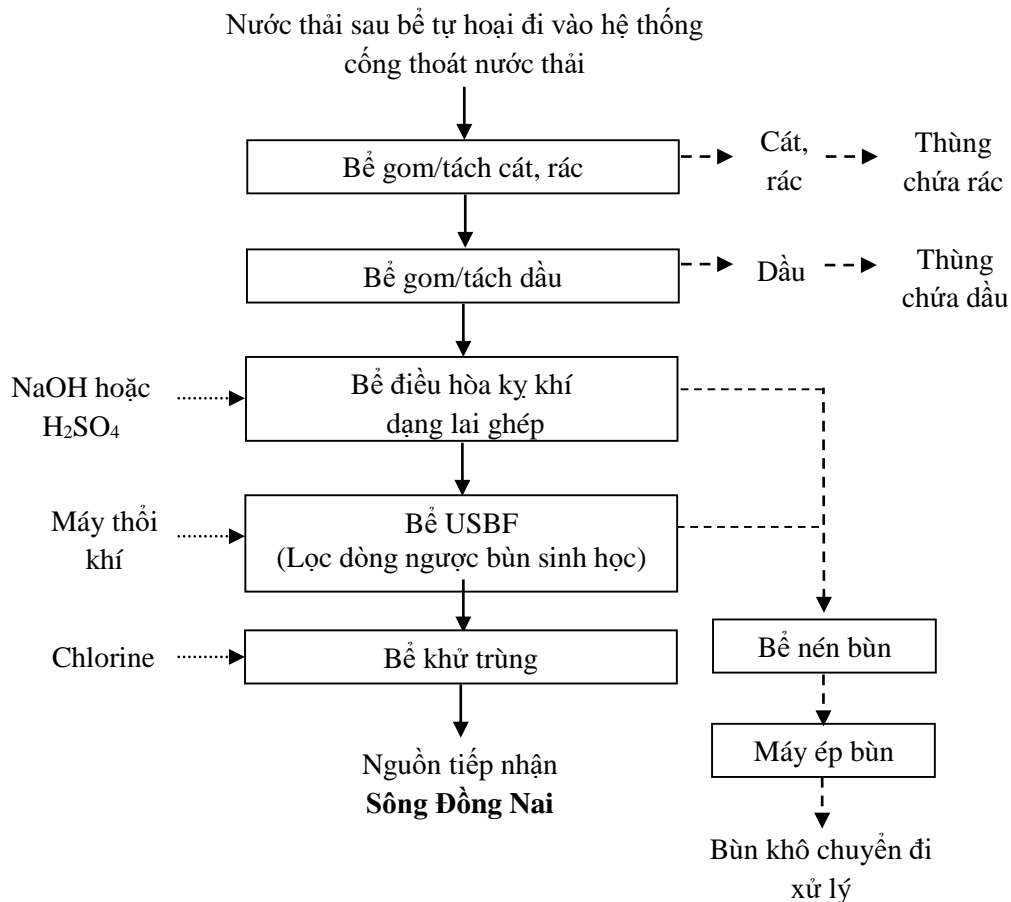 Nước thải sau bể tự hoại đi vào hệ thống
cống thoát nước thải
Bể gom/tách cát, rác
Cát,
rác
Thùng
chứa rác
Bể gom/tách dầu
Dầu
Thùng
chứa dầu
NaOH hoặc
H₂SO₄
Bể điều hòa kỵ khí
dạng lai ghép
Máy thổi
khí
Bể USBF
(Lọc dòng ngược bùn sinh học)
Chlorine
Bể khử trùng
Bể nén bùn
Máy ép bùn
Nguồn tiếp nhận
Sông Đồng Nai
Bùn khô chuyển đi
xử lý